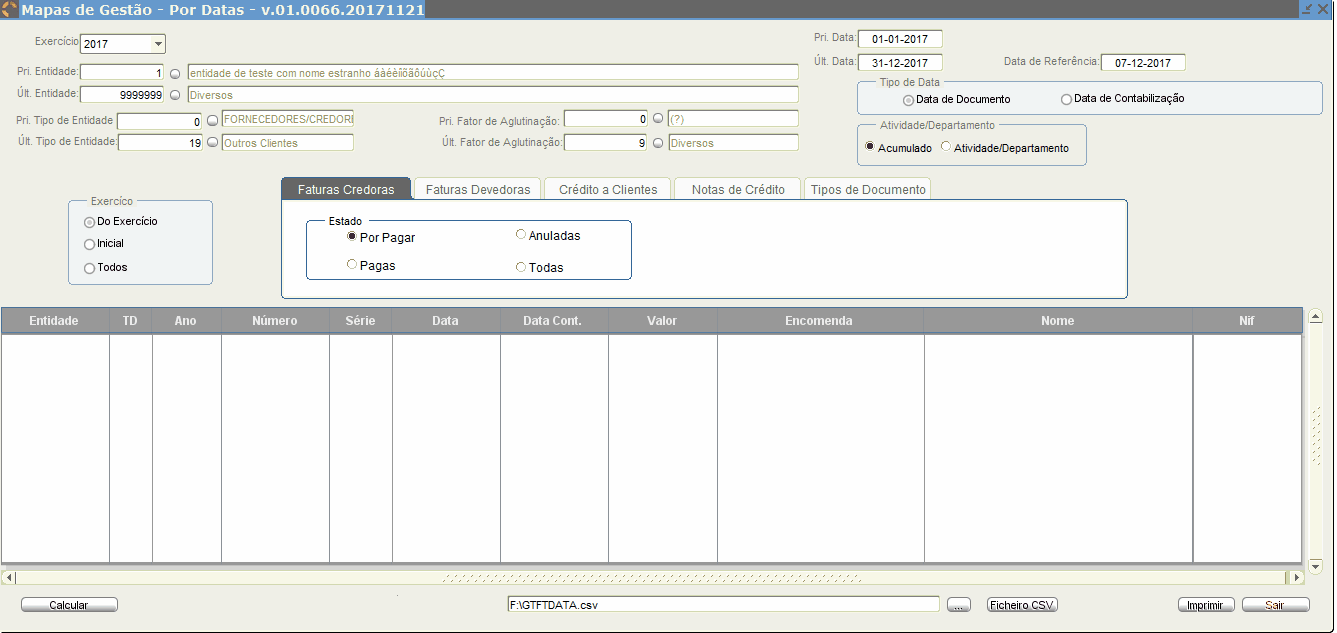 Mapas de Gestão - Por Datas - v.01.0066.20171121
Exercício 2017
Pri. Data: 01-01-2017
Últ. Data: 31-12-2017 Data de Referência: 07-12-2017
Pri. Entidade: 1 entidade de teste com nome estranho áàéèíîõãôúùçÇ
Últ. Entidade: 9999999 Diversos
Tipo de Data
Data de Documento Data de Contabilização
Pri. Tipo de Entidade 0 FORNECEDORES/CREDORI Pri. Fator de Aglutinação: 0 (?)
Últ. Tipo de Entidade: 19 Outros Clientes Últ. Fator de Aglutinação: 9 Diversos
Atividade/Departamento
Acumulado Atividade/Departamento
Faturas Credoras Faturas Devedoras Crédito a Clientes Notas de Crédito Tipos de Documento
Exercíco
Do Exercício
Inicial
Todos
Estado
Por Pagar Anuladas
Pagas Todas
Entidade TD Ano Número Série Data Data Cont. Valor Encomenda Nome Nif
Calcular F:\GTFTDATA.csv ... Ficheiro CSV Imprimir Sair